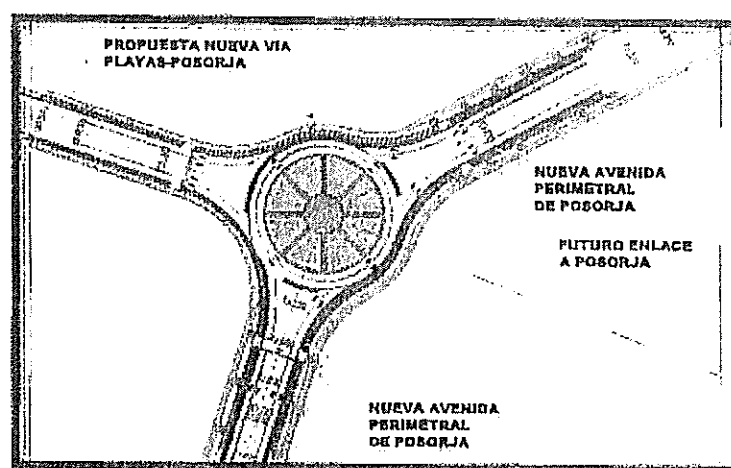 PROPUESTA NUEVA VIA
PLAYAS-POSORJA
NUEVA AVENIDA
PERIMETRAL
DE POSORJA
FUTURO ENLACE
A POSORJA
NUEVA AVENIDA
PERIMETRAL
DE POSORJA